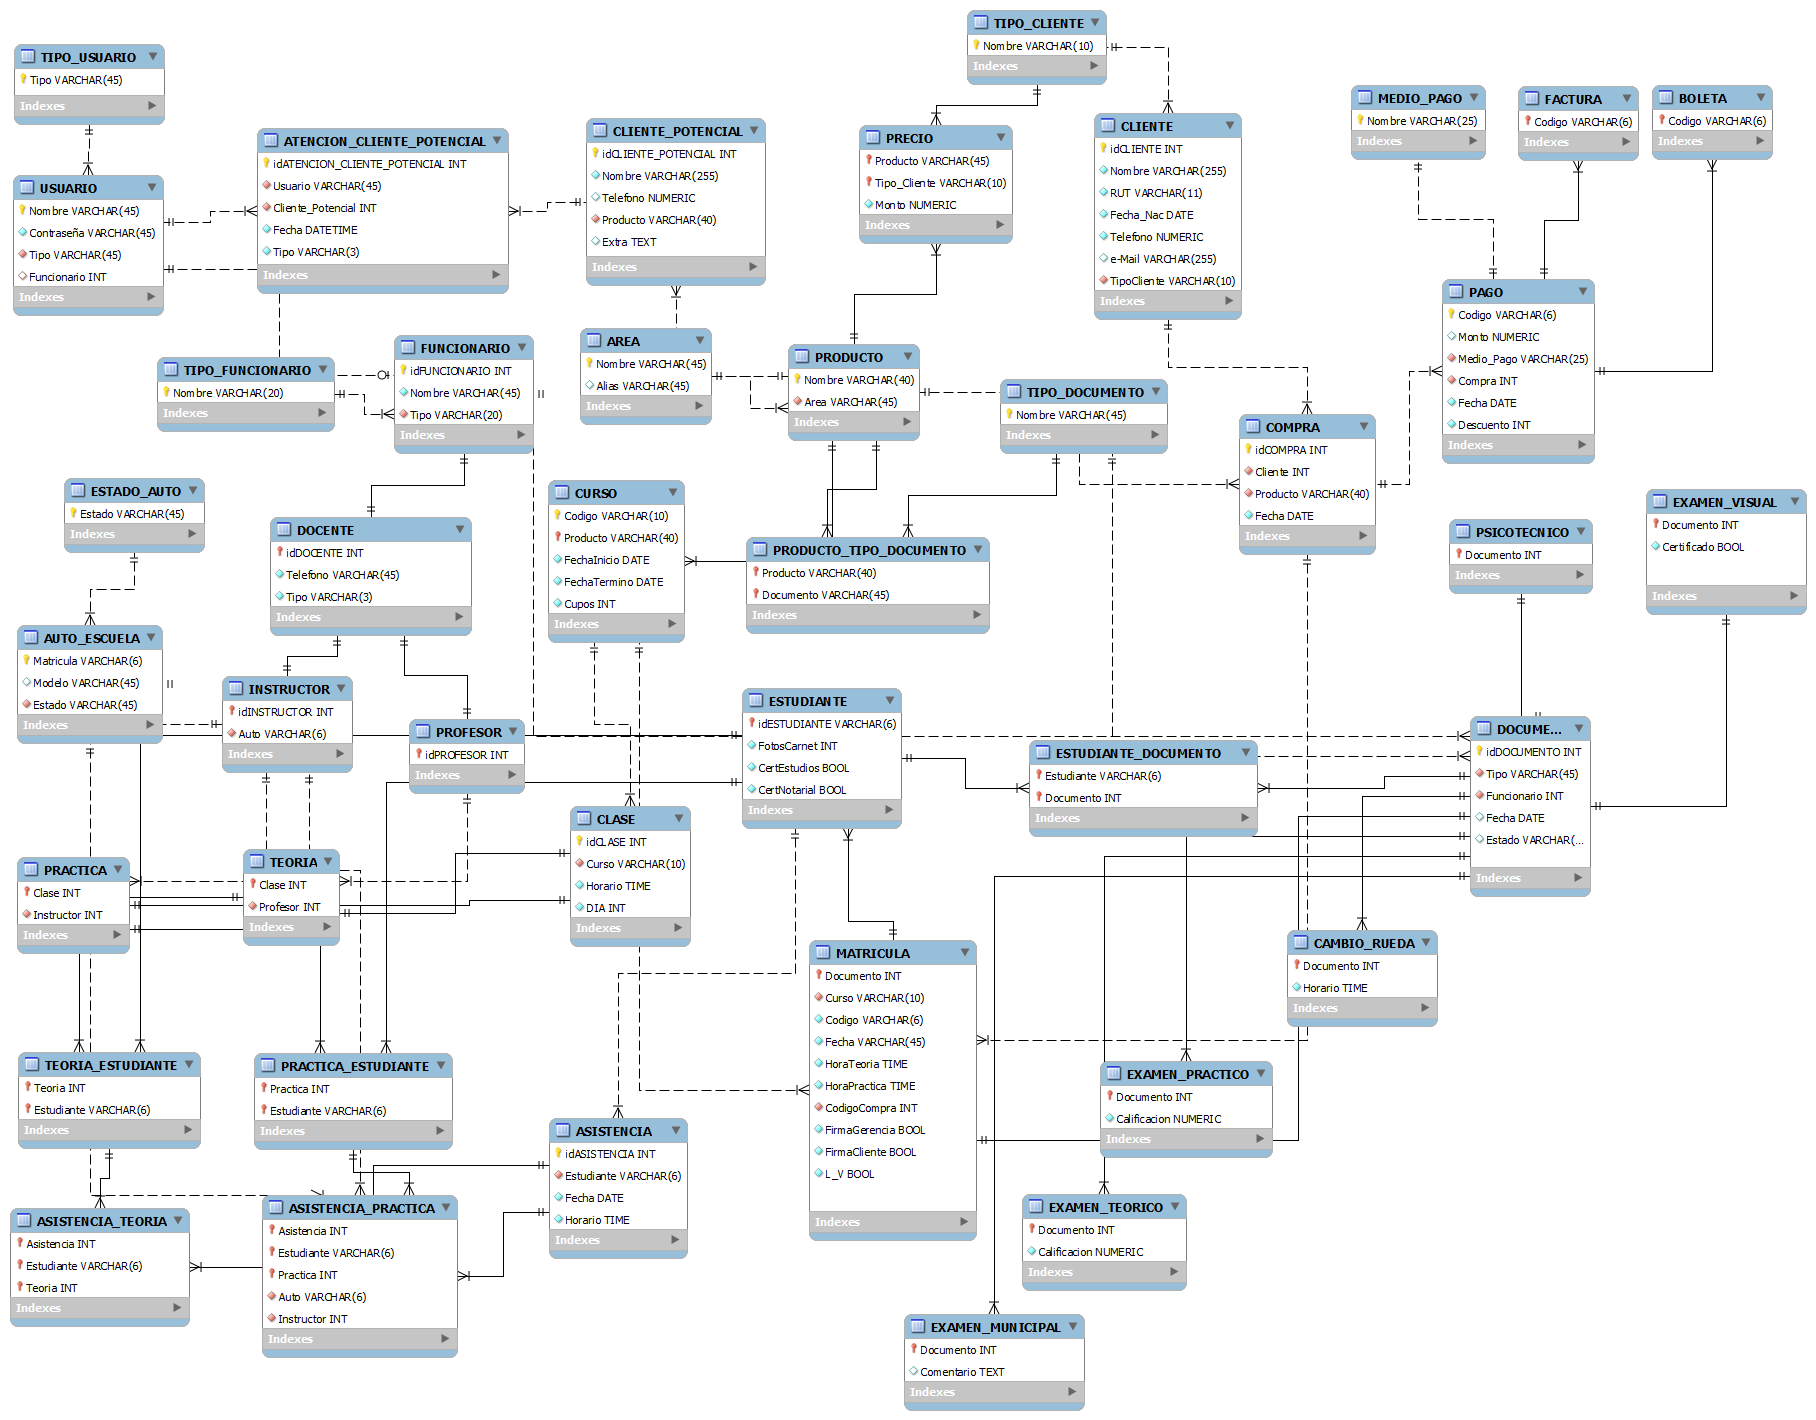 TIPO_USUARIO
Tipo VARCHAR(45)
Indexes
USUARIO
Nombre VARCHAR(45)
Contraseña VARCHAR(45)
Tipo VARCHAR(45)
Funcionario INT
Indexes
ATENCION_CLIENTE_POTENCIAL
idATENCION_CLIENTE_POTENCIAL INT
Usuario VARCHAR(45)
Cliente_Potencial INT
Fecha DATETIME
Tipo VARCHAR(3)
Indexes
CLIENTE_POTENCIAL
idCLIENTE_POTENCIAL INT
Nombre VARCHAR(255)
Telefono NUMERIC
Producto VARCHAR(40)
Extra TEXT
Indexes
TIPO_CLIENTE
Nombre VARCHAR(10)
Indexes
PRECIO
Producto VARCHAR(45)
Tipo_Cliente VARCHAR(10)
Monto NUMERIC
Indexes
CLIENTE
idCLIENTE INT
Nombre VARCHAR(255)
RUT VARCHAR(11)
Fecha_Nac DATE
Telefono NUMERIC
e-Mail VARCHAR(255)
TipoCliente VARCHAR(10)
Indexes
MEDIO_PAGO
Nombre VARCHAR(25)
Indexes
FACTURA
Codigo VARCHAR(6)
Indexes
BOLETA
Codigo VARCHAR(6)
Indexes
PAGO
Codigo VARCHAR(6)
Monto NUMERIC
Medio_Pago VARCHAR(25)
Compra INT
Fecha DATE
Descuento INT
Indexes
TIPO_FUNCIONARIO
Nombre VARCHAR(20)
Indexes
FUNCIONARIO
idFUNCIONARIO INT
Nombre VARCHAR(45)
Tipo VARCHAR(20)
Indexes
AREA
Nombre VARCHAR(45)
Alias VARCHAR(45)
Indexes
PRODUCTO
Nombre VARCHAR(40)
Area VARCHAR(45)
Indexes
TIPO_DOCUMENTO
Nombre VARCHAR(45)
Indexes
COMPRA
idCOMPRA INT
Cliente INT
Producto VARCHAR(40)
Fecha DATE
Indexes
ESTADO_AUTO
Estado VARCHAR(45)
Indexes
DOCENTE
idDOCENTE INT
Telefono VARCHAR(45)
Tipo VARCHAR(3)
Indexes
CURSO
Codigo VARCHAR(10)
Producto VARCHAR(40)
FechaInicio DATE
FechaTermino DATE
Cupos INT
Indexes
PRODUCTO_TIPO_DOCUMENTO
Producto VARCHAR(40)
Documento VARCHAR(45)
Indexes
PSICOTECNICO
Documento INT
Indexes
EXAMEN_VISUAL
Documento INT
Certificado BOOL
Indexes
AUTO_ESCUELA
Matricula VARCHAR(6)
Modelo VARCHAR(45)
Estado VARCHAR(45)
Indexes
INSTRUCTOR
idINSTRUCTOR INT
Auto VARCHAR(6)
Indexes
PROFESOR
idPROFESOR INT
Indexes
ESTUDIANTE
idESTUDIANTE VARCHAR(6)
FotosCarnet INT
CertEstudios BOOL
CertNotarial BOOL
Indexes
ESTUDIANTE_DOCUMENTO
Estudiante VARCHAR(6)
Documento INT
Indexes
DOCUME...
idDOCUMENTO INT
Tipo VARCHAR(45)
Funcionario INT
Fecha DATE
Estado VARCHAR(...
Indexes
PRACTICA
Clase INT
Instructor INT
Indexes
TEORIA
Clase INT
Profesor INT
Indexes
CLASE
idCLASE INT
Curso VARCHAR(10)
Horario TIME
DIA INT
Indexes
MATRICULA
Documento INT
Curso VARCHAR(10)
Codigo VARCHAR(6)
Fecha VARCHAR(45)
HoraTeoria TIME
HoraPractica TIME
CodigoCompra INT
FirmaGerencia BOOL
FirmaCliente BOOL
L_V BOOL
Indexes
CAMBIO_RUEDA
Documento INT
Horario TIME
Indexes
TEORIA_ESTUDIANTE
Teoria INT
Estudiante VARCHAR(6)
Indexes
PRACTICA_ESTUDIANTE
Practica INT
Estudiante VARCHAR(6)
Indexes
EXAMEN_PRACTICO
Documento INT
Calificacion NUMERIC
Indexes
ASISTENCIA
idASISTENCIA INT
Estudiante VARCHAR(6)
Fecha DATE
Horario TIME
Indexes
ASISTENCIA_TEORIA
Asistencia INT
Estudiante VARCHAR(6)
Teoria INT
Indexes
ASISTENCIA_PRACTICA
Asistencia INT
Estudiante VARCHAR(6)
Practica INT
Auto VARCHAR(6)
Instructor INT
Indexes
EXAMEN_TEORICO
Documento INT
Calificacion NUMERIC
Indexes
EXAMEN_MUNICIPAL
Documento INT
Comentario TEXT
Indexes